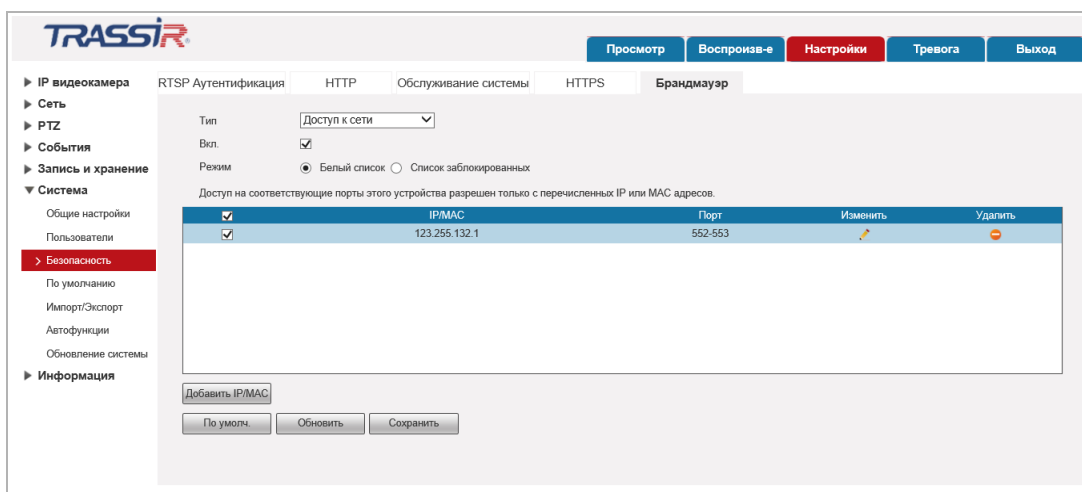 TRASSIR
Просмотр Воспроизв-е Настройки Тревога Выход
IP видеокамера
Сеть
PTZ
События
Запись и хранение
Система
Общие настройки
Пользователи
Безопасность
По умолчанию
Импорт/Экспорт
Автофункции
Обновление системы
Информация
RTSP Аутентификация HTTP Обслуживание системы HTTPS Брандмауэр
Тип Доступ к сети
Вкл.
Режим Белый список Список заблокированных
Доступ на соответствующие порты этого устройства разрешен только с перечисленных IP или MAC адресов.
IP/MAC Порт Изменить Удалить
123.255.132.1 552-553
Добавить IP/MAC
По умолч. Обновить Сохранить